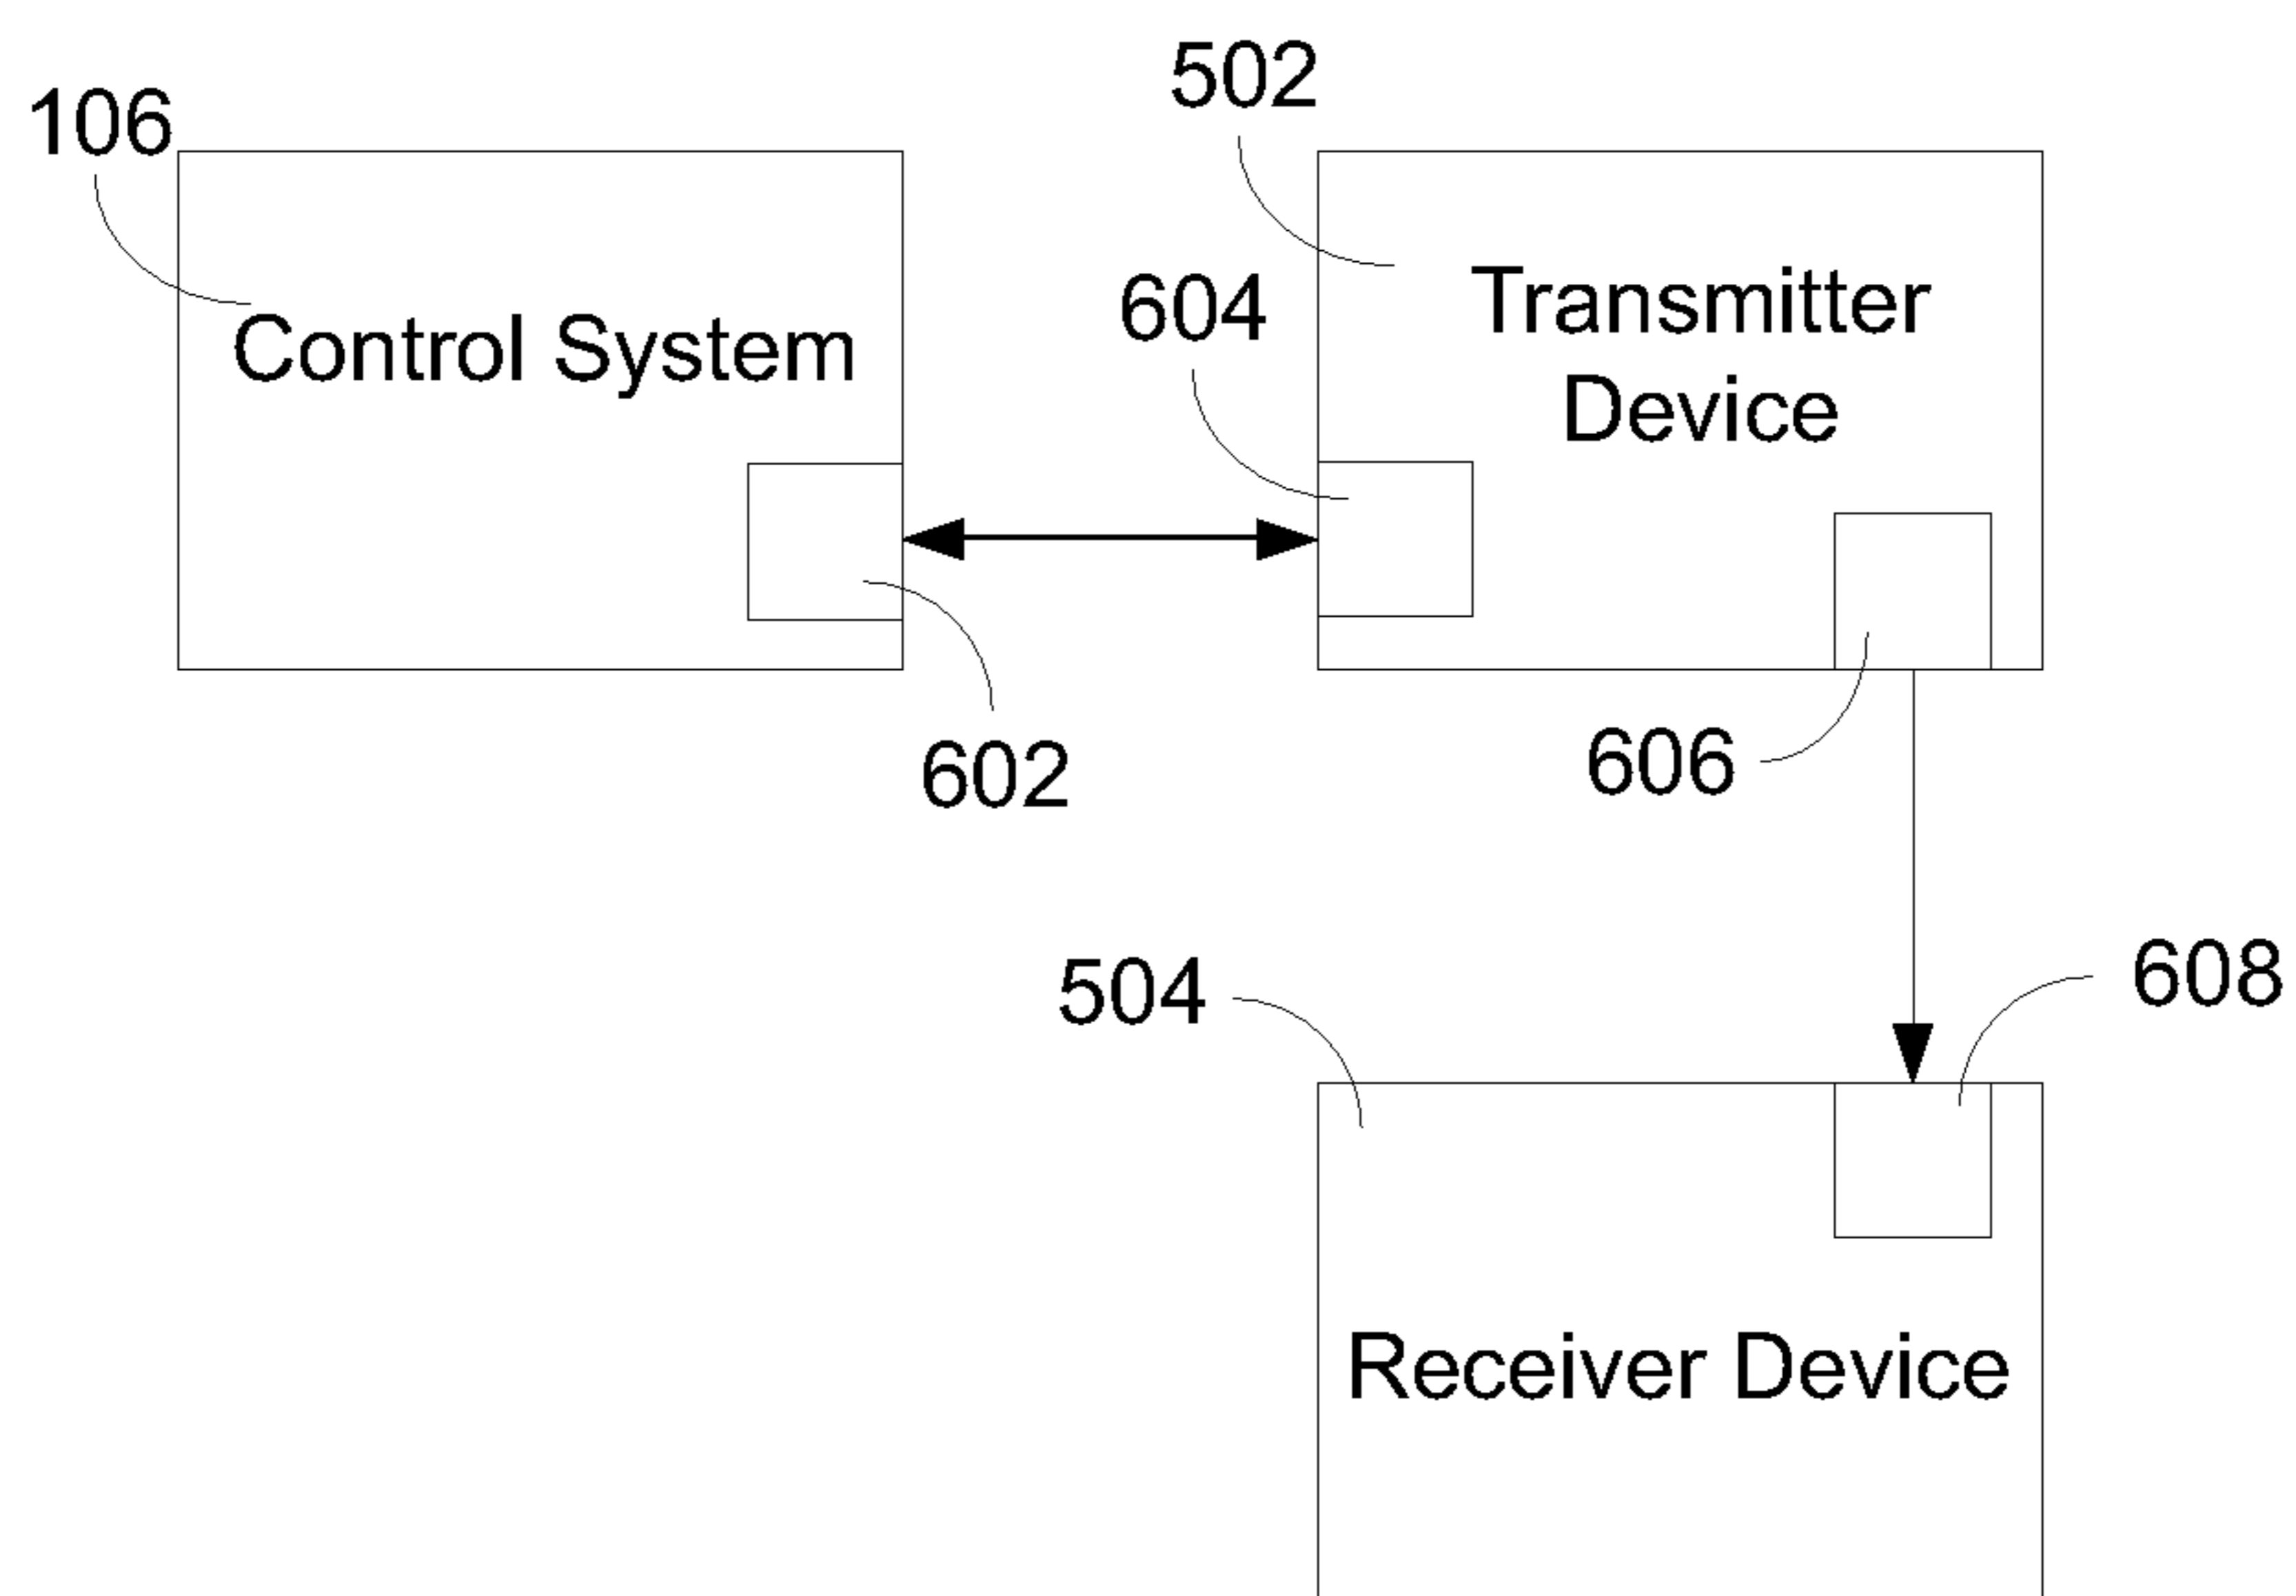 502
106
604
Transmitter
Device
Control System
602
606
504
608
Receiver Device